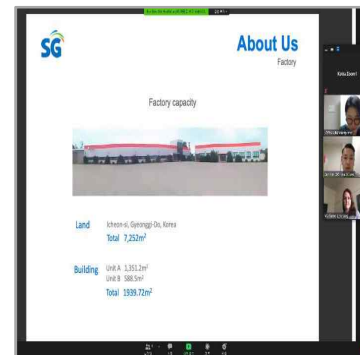 SG
About Us
Factory
Factory capacity
Land Icheon-si, Gyeonggi-Do, Korea
Total 7,252m²
Building Unit A 1,351.2m²
Unit B 588.5m²
Total 1939.72m²